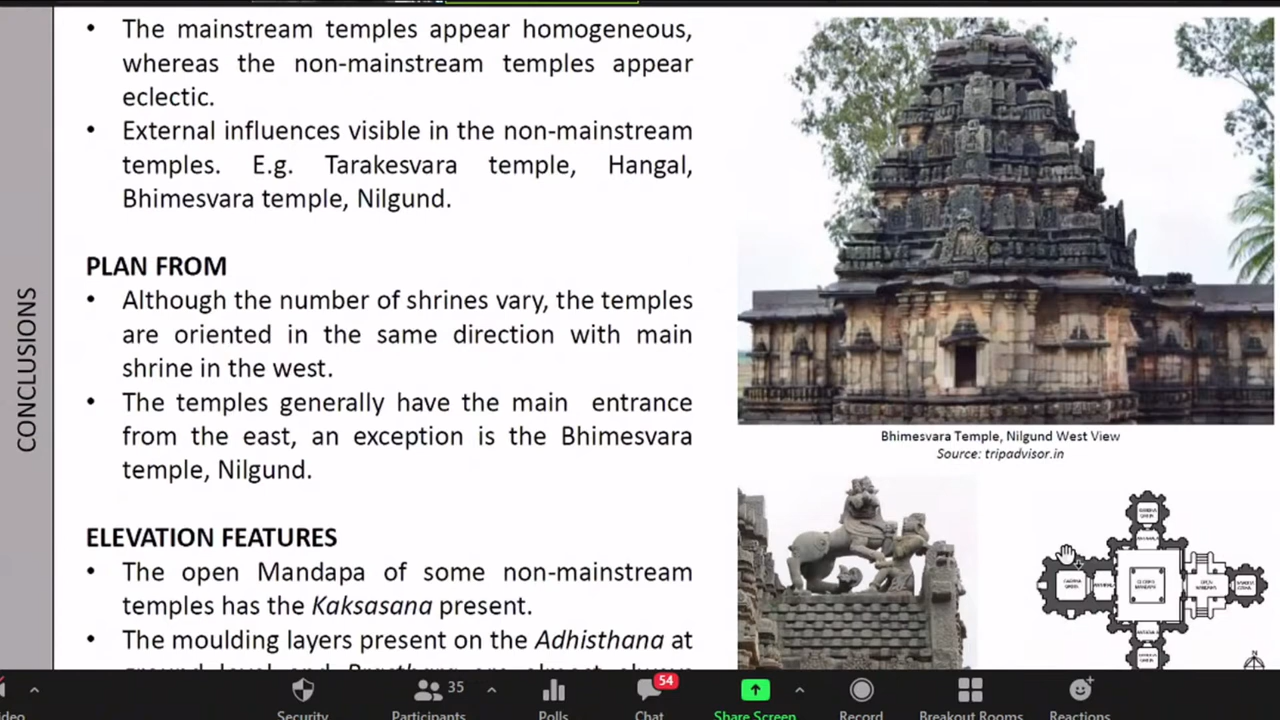 • The mainstream temples appear homogeneous,
whereas the non-mainstream temples appear
eclectic.
• External influences visible in the non-mainstream
temples. E.g. Tarakesvara temple, Hangal,
Bhimesvara temple, Nilgund.
PLAN FROM
• Although the number of shrines vary, the temples
are oriented in the same direction with main
shrine in the west.
• The temples generally have the main entrance
from the east, an exception is the Bhimesvara
temple, Nilgund.
ELEVATION FEATURES
• The open Mandapa of some non-mainstream
temples has the Kaksasana present.
• The moulding layers present on the Adhisthana at
CONCLUSIONS
Bhimesvara Temple, Nilgund West View
Source: tripadvisor.in
N
35
54
Security
Participants
Polls
Chat
Share Screen
Record
Breakout Rooms
Reactions